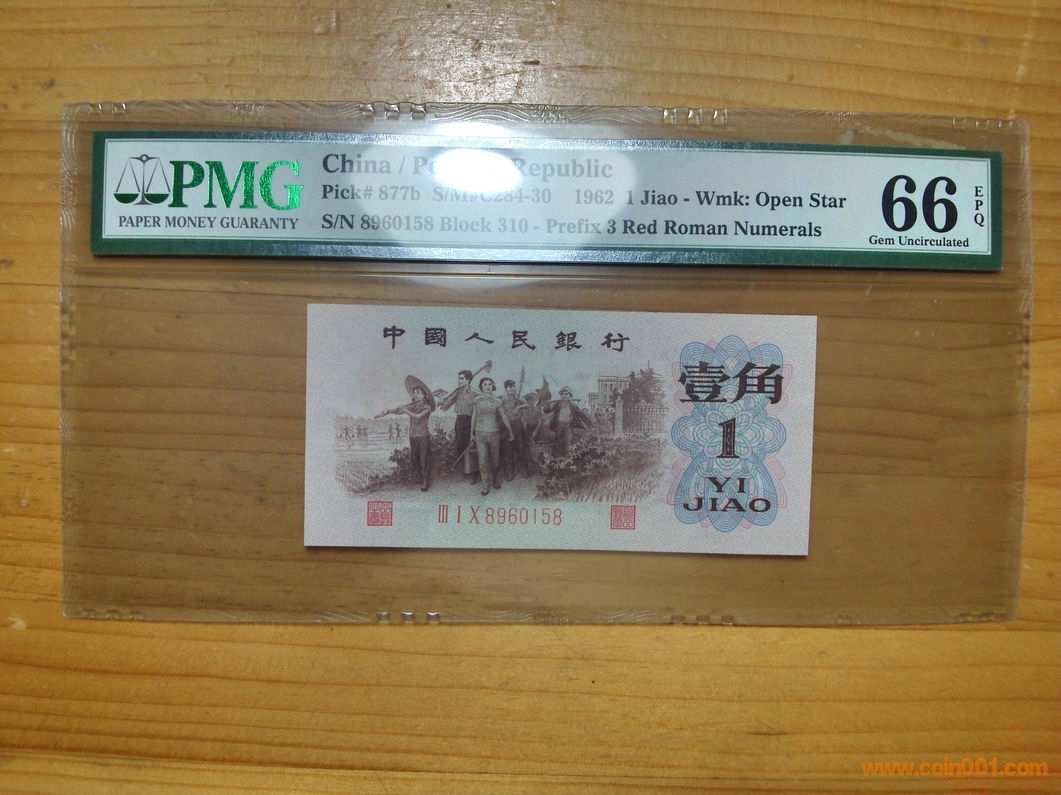 PMG
PAPER MONEY GUARANTY
China / Republic
Pick# 877b S/M#C284-30 1962 1 Jiao - Wmk: Open Star
S/N 8960158 Block 310 - Prefix 3 Red Roman Numerals
66
EPQ
Gem Uncirculated
中國人民銀行
壹角
1
YI
JIAO
III I X 8960158
www.coin001.com